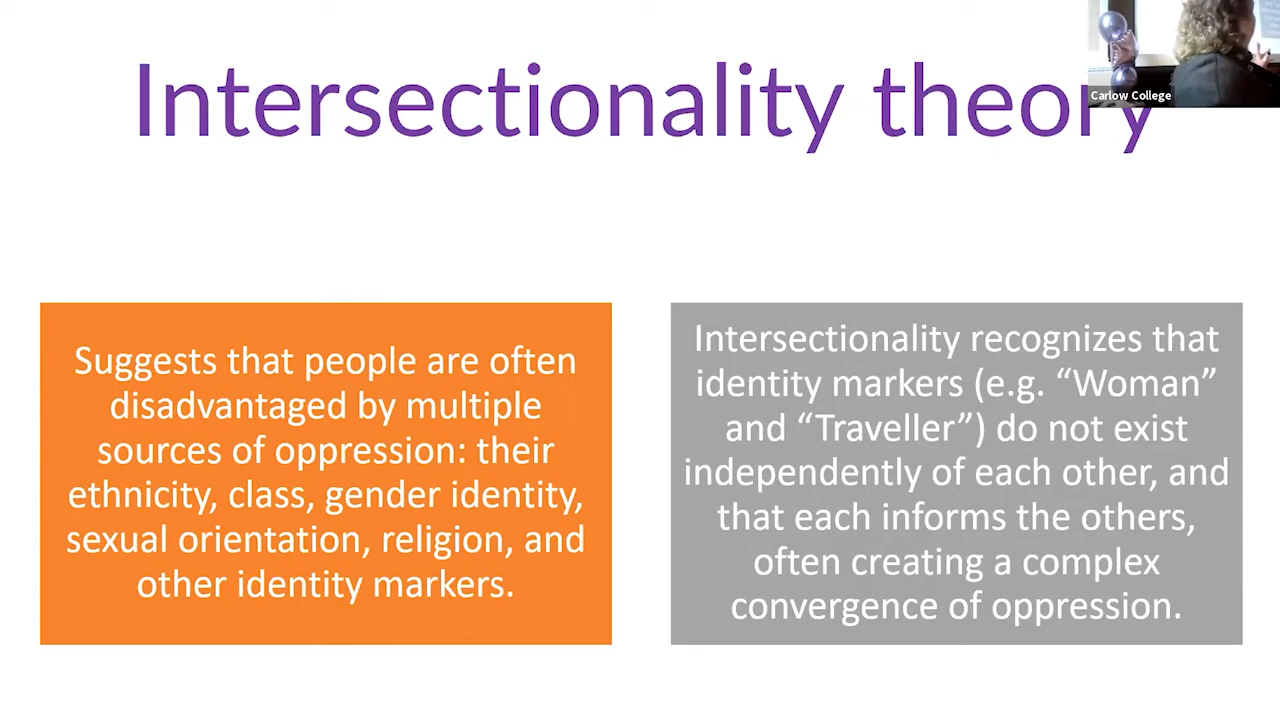 Intersectionality theory
Carlow College
Suggests that people are often
disadvantaged by multiple
sources of oppression: their
ethnicity, class, gender identity,
sexual orientation, religion, and
other identity markers.
Intersectionality recognizes that
identity markers (e.g. “Woman”
and “Traveller”) do not exist
independently of each other, and
that each informs the others,
often creating a complex
convergence of oppression.